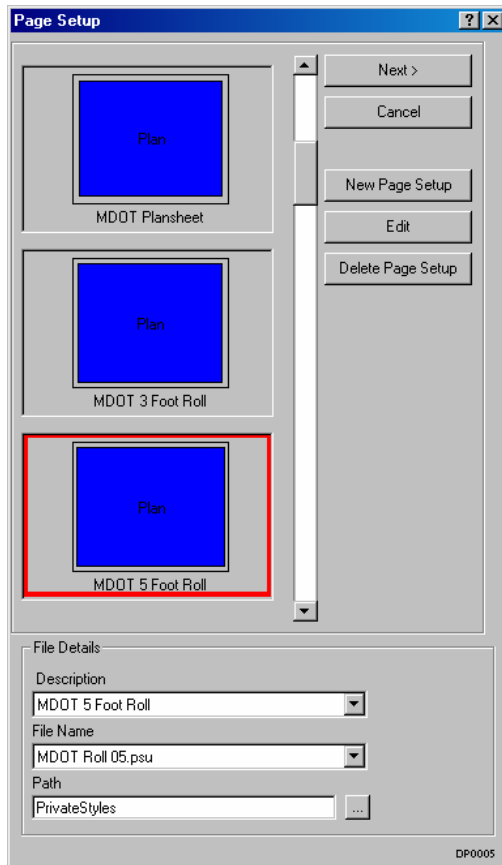 Page Setup
Plan
MDOT Plansheet
Plan
MDOT 3 Foot Roll
Plan
MDOT 5 Foot Roll
Next >
Cancel
New Page Setup
Edit
Delete Page Setup
File Details
Description
MDOT 5 Foot Roll
File Name
MDOT Roll 05.psu
Path
PrivateStyles
...
DP0005